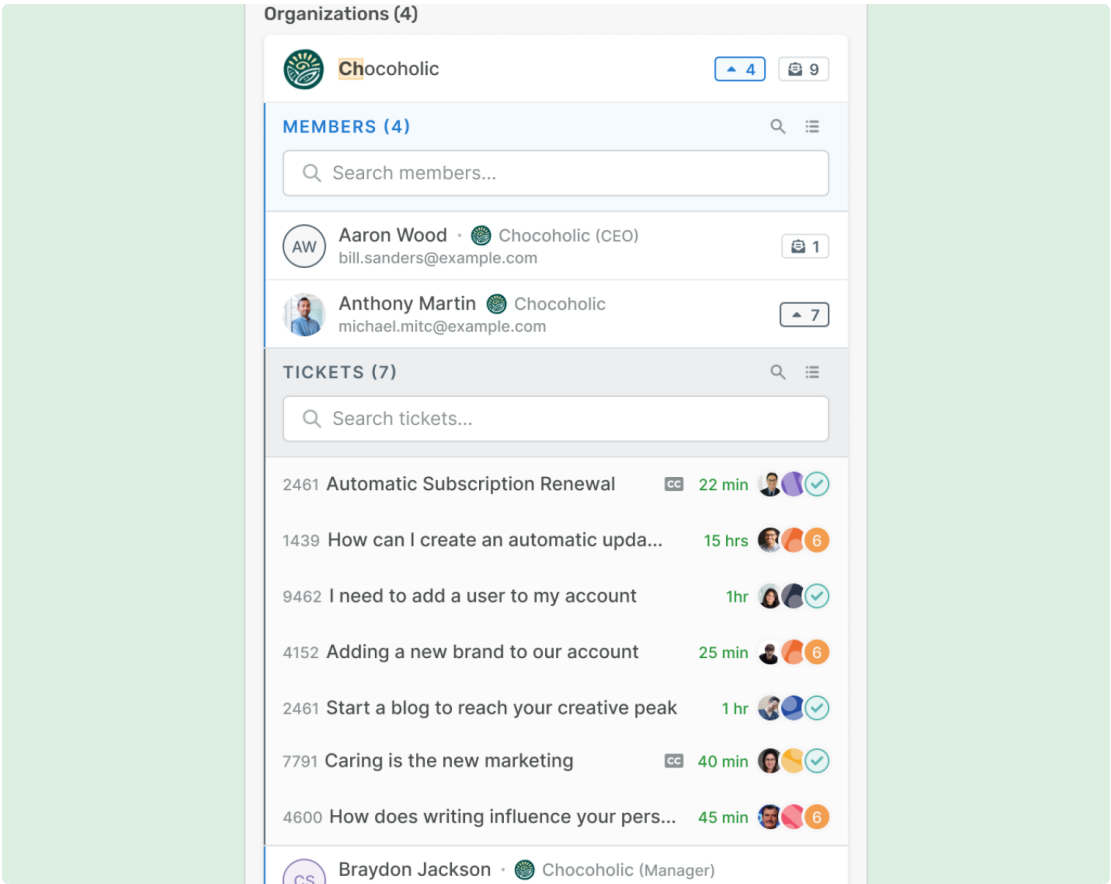 Organizations (4)
Chocoholic 4 9
MEMBERS (4)
Search members...
AW Aaron Wood · Chocoholic (CEO) 1
bill.sanders@example.com
Anthony Martin Chocoholic 7
michael.mitc@example.com
TICKETS (7)
Search tickets...
2461 Automatic Subscription Renewal CC 22 min
1439 How can I create an automatic upda... 15 hrs 6
9462 I need to add a user to my account 1hr
4152 Adding a new brand to our account 25 min 6
2461 Start a blog to reach your creative peak 1 hr
7791 Caring is the new marketing CC 40 min
4600 How does writing influence your pers... 45 min 6
CS Braydon Jackson · Chocoholic (Manager)